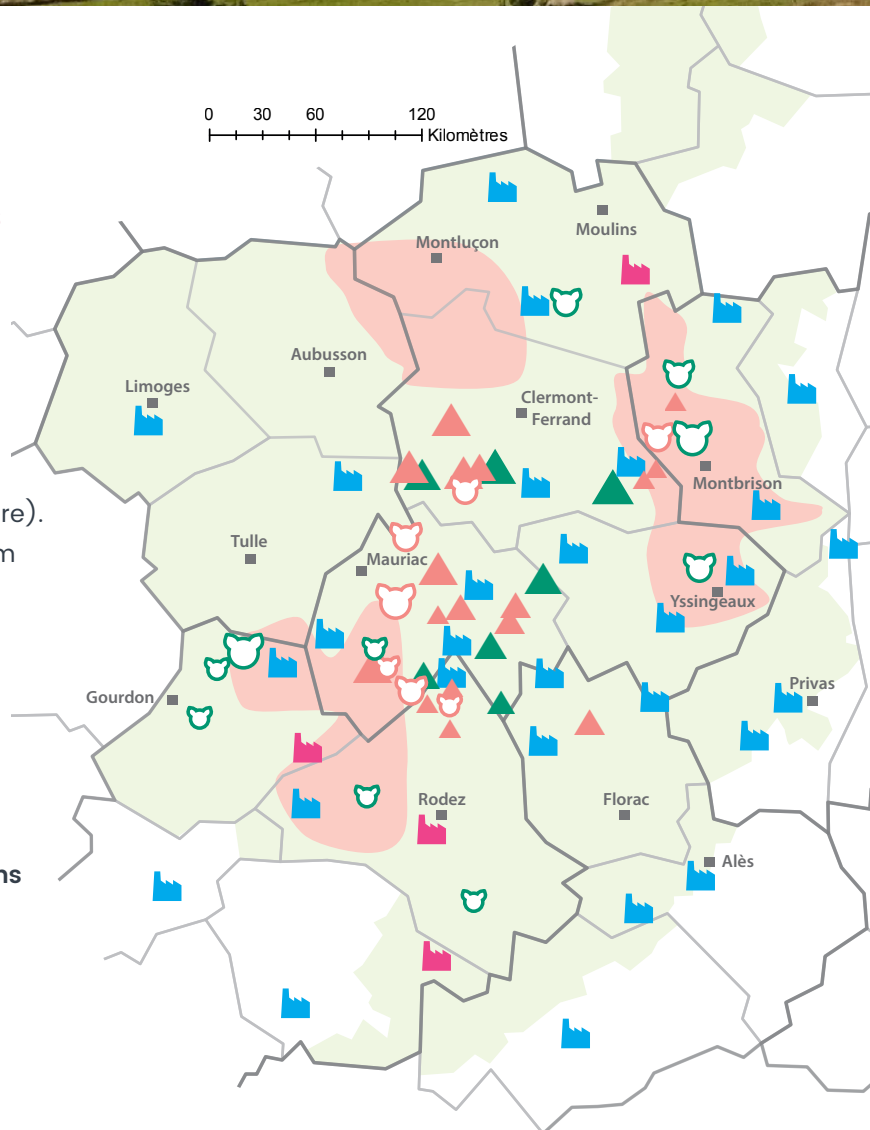 0 30 60 120
Kilomètres
Moulins
Montluçon
Aubusson
Limoges
Clermont-
Ferrand
Montbrison
re).
m
Tulle
Mauriac
Yssingeaux
Gourdon
Privas
Rodez
Florac
Alès
ns